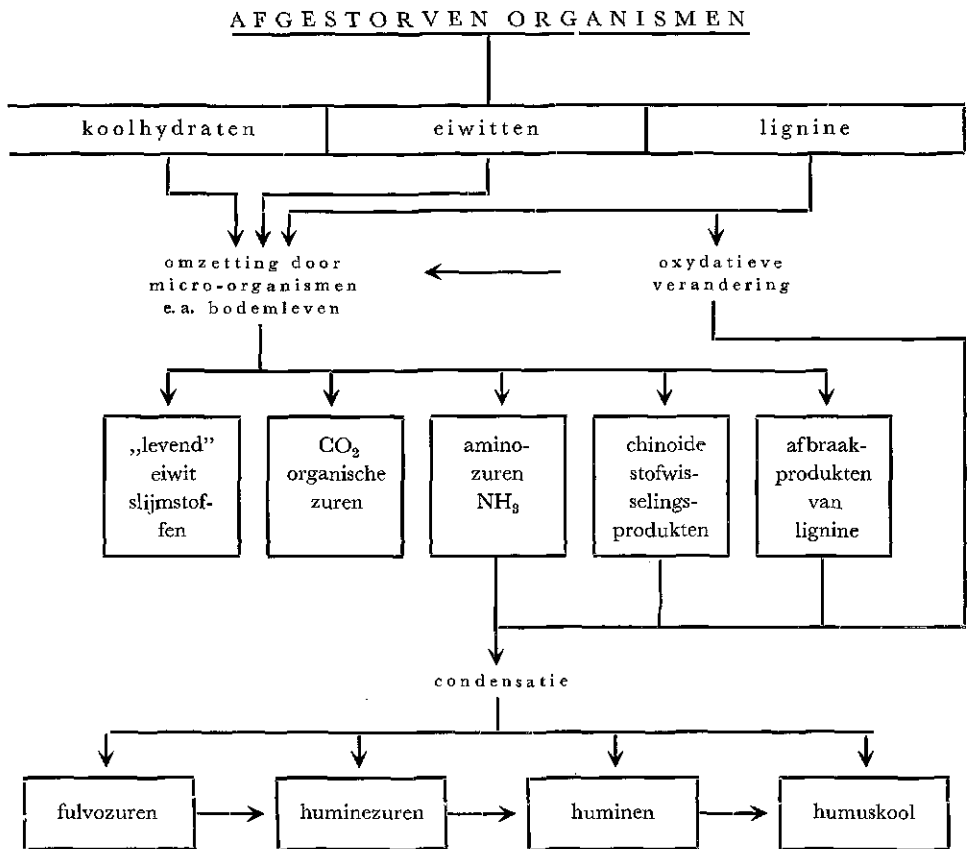 AFGESTORVEN ORGANISMEN
koolhydraten
eiwitten
lignine
omzetting door
micro-organismen
e.a. bodemleven
oxydatieve
verandering
„levend”
eiwit
slijmstof-
fen
CO₂
organische
zuren
amino-
zuren
NH₃
chinoide
stofwis-
selings-
produkten
afbraak-
produkten
van
lignine
condensatie
fulvozuren
huminezuren
huminen
humuskool